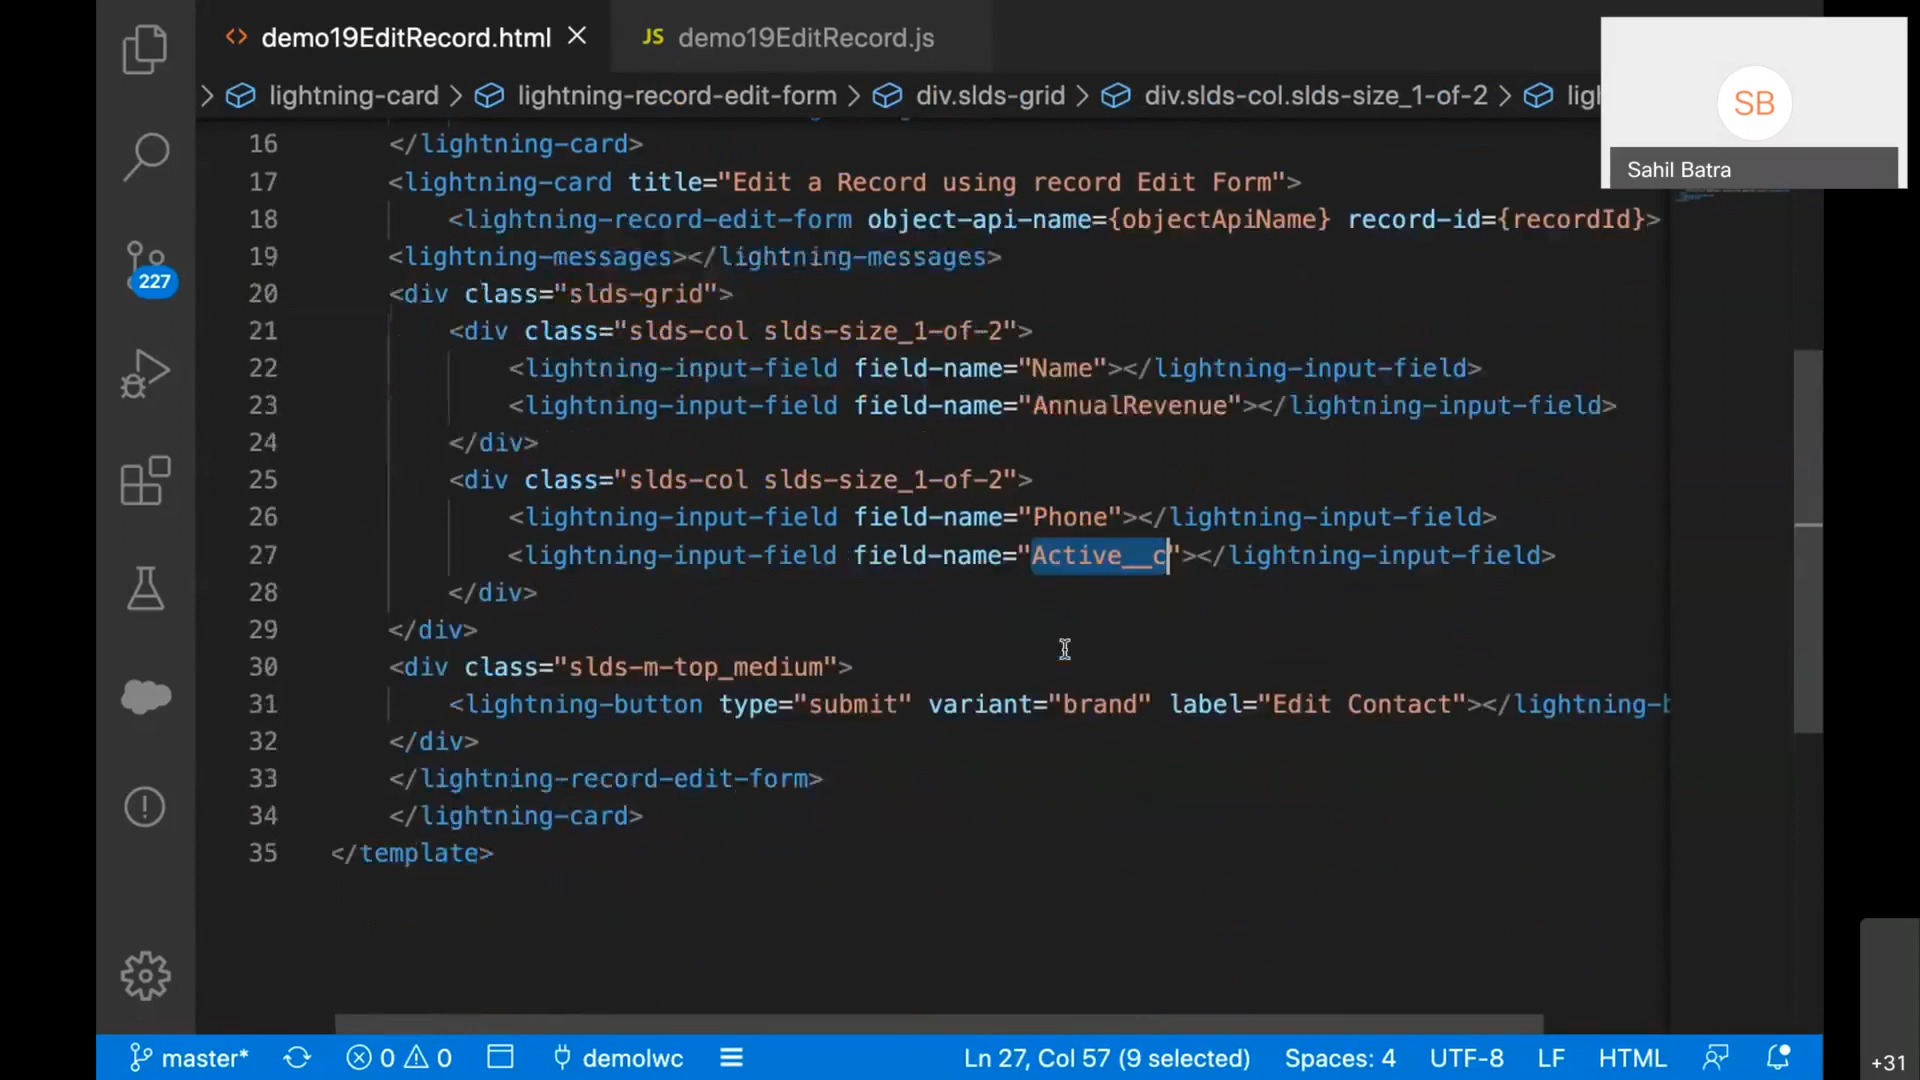 demo19EditRecord.html
JS demo19EditRecord.js
lightning-card > lightning-record-edit-form > div.slds-grid > div.slds-col.slds-size_1-of-2 >
SB
Sahil Batra
16 </lightning-card>
17 <lightning-card title="Edit a Record using record Edit Form">
18 <lightning-record-edit-form object-api-name={objectApiName} record-id={recordId}>
19 <lightning-messages></lightning-messages>
20 <div class="slds-grid">
21 <div class="slds-col slds-size_1-of-2">
22 <lightning-input-field field-name="Name"></lightning-input-field>
23 <lightning-input-field field-name="AnnualRevenue"></lightning-input-field>
24 </div>
25 <div class="slds-col slds-size_1-of-2">
26 <lightning-input-field field-name="Phone"></lightning-input-field>
27 <lightning-input-field field-name="Active__c"></lightning-input-field>
28 </div>
29 </div>
30 <div class="slds-m-top_medium">
31 <lightning-button type="submit" variant="brand" label="Edit Contact"></lightning-b
32 </div>
33 </lightning-record-edit-form>
34 </lightning-card>
35 </template>
227
master* 0 0 demolwc Ln 27, Col 57 (9 selected) Spaces: 4 UTF-8 LF HTML
+31